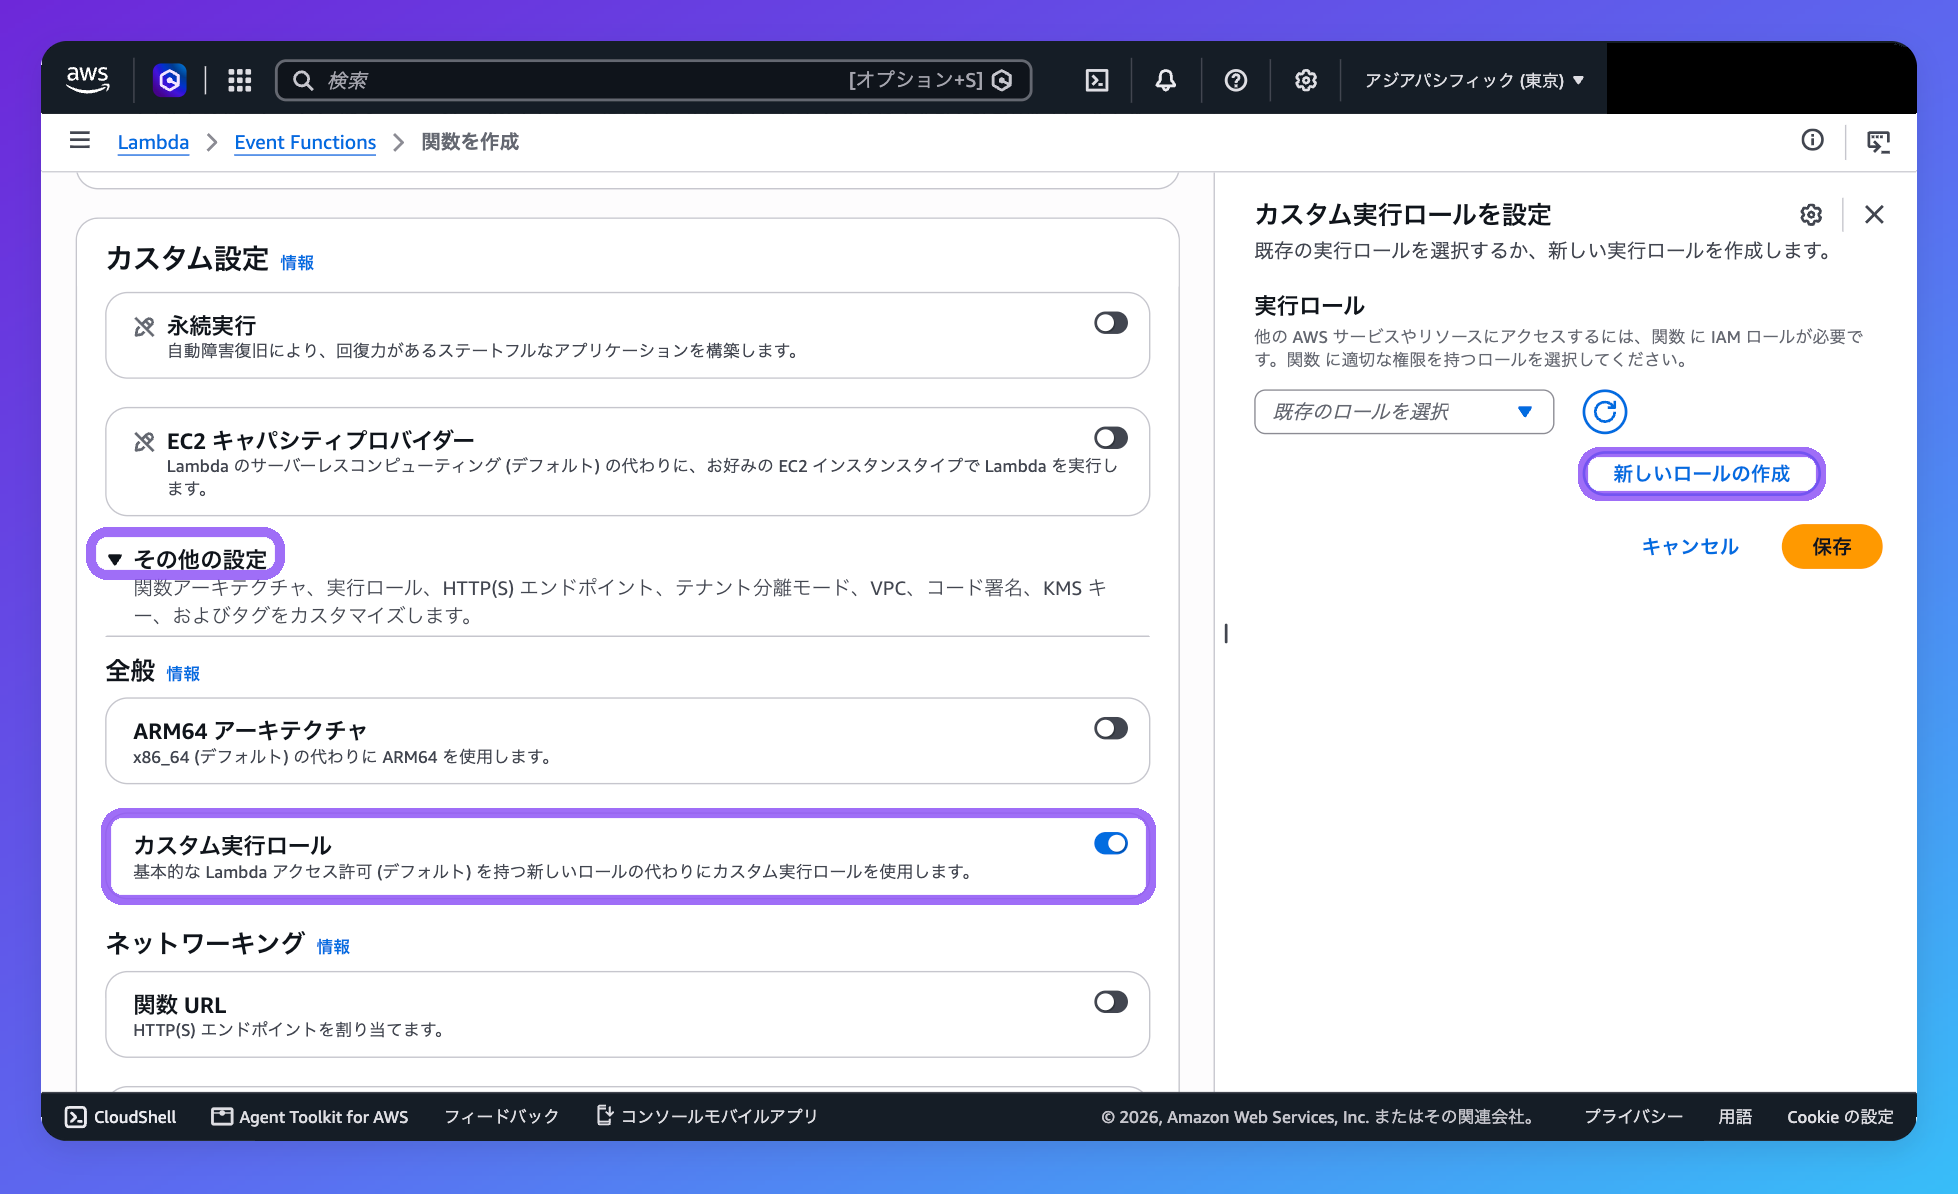 aws
検索
[オプション+S]
アジアパシフィック (東京) ▼
Lambda > Event Functions > 関数を作成
カスタム設定 情報
永続実行
自動障害復旧により、回復力があるステートフルなアプリケーションを構築します。
EC2 キャパシティプロバイダー
Lambda のサーバーレスコンピューティング (デフォルト) の代わりに、お好みの EC2 インスタンスタイプで Lambda を実行し
ます。
▼ その他の設定
関数アーキテクチャ、実行ロール、HTTP(S) エンドポイント、テナント分離モード、VPC、コード署名、KMS キ
ー、およびタグをカスタマイズします。
全般 情報
ARM64 アーキテクチャ
x86_64 (デフォルト) の代わりに ARM64 を使用します。
カスタム実行ロール
基本的な Lambda アクセス許可 (デフォルト) を持つ新しいロールの代わりにカスタム実行ロールを使用します。
ネットワーキング 情報
関数 URL
HTTP(S) エンドポイントを割り当てます。
カスタム実行ロールを設定
既存の実行ロールを選択するか、新しい実行ロールを作成します。
実行ロール
他の AWS サービスやリソースにアクセスするには、関数 に IAM ロールが必要で
す。関数 に適切な権限を持つロールを選択してください。
既存のロールを選択
新しいロールの作成
キャンセル
保存
CloudShell
Agent Toolkit for AWS
フィードバック
コンソールモバイルアプリ
© 2026, Amazon Web Services, Inc. またはその関連会社。
プライバシー
用語
Cookie の設定